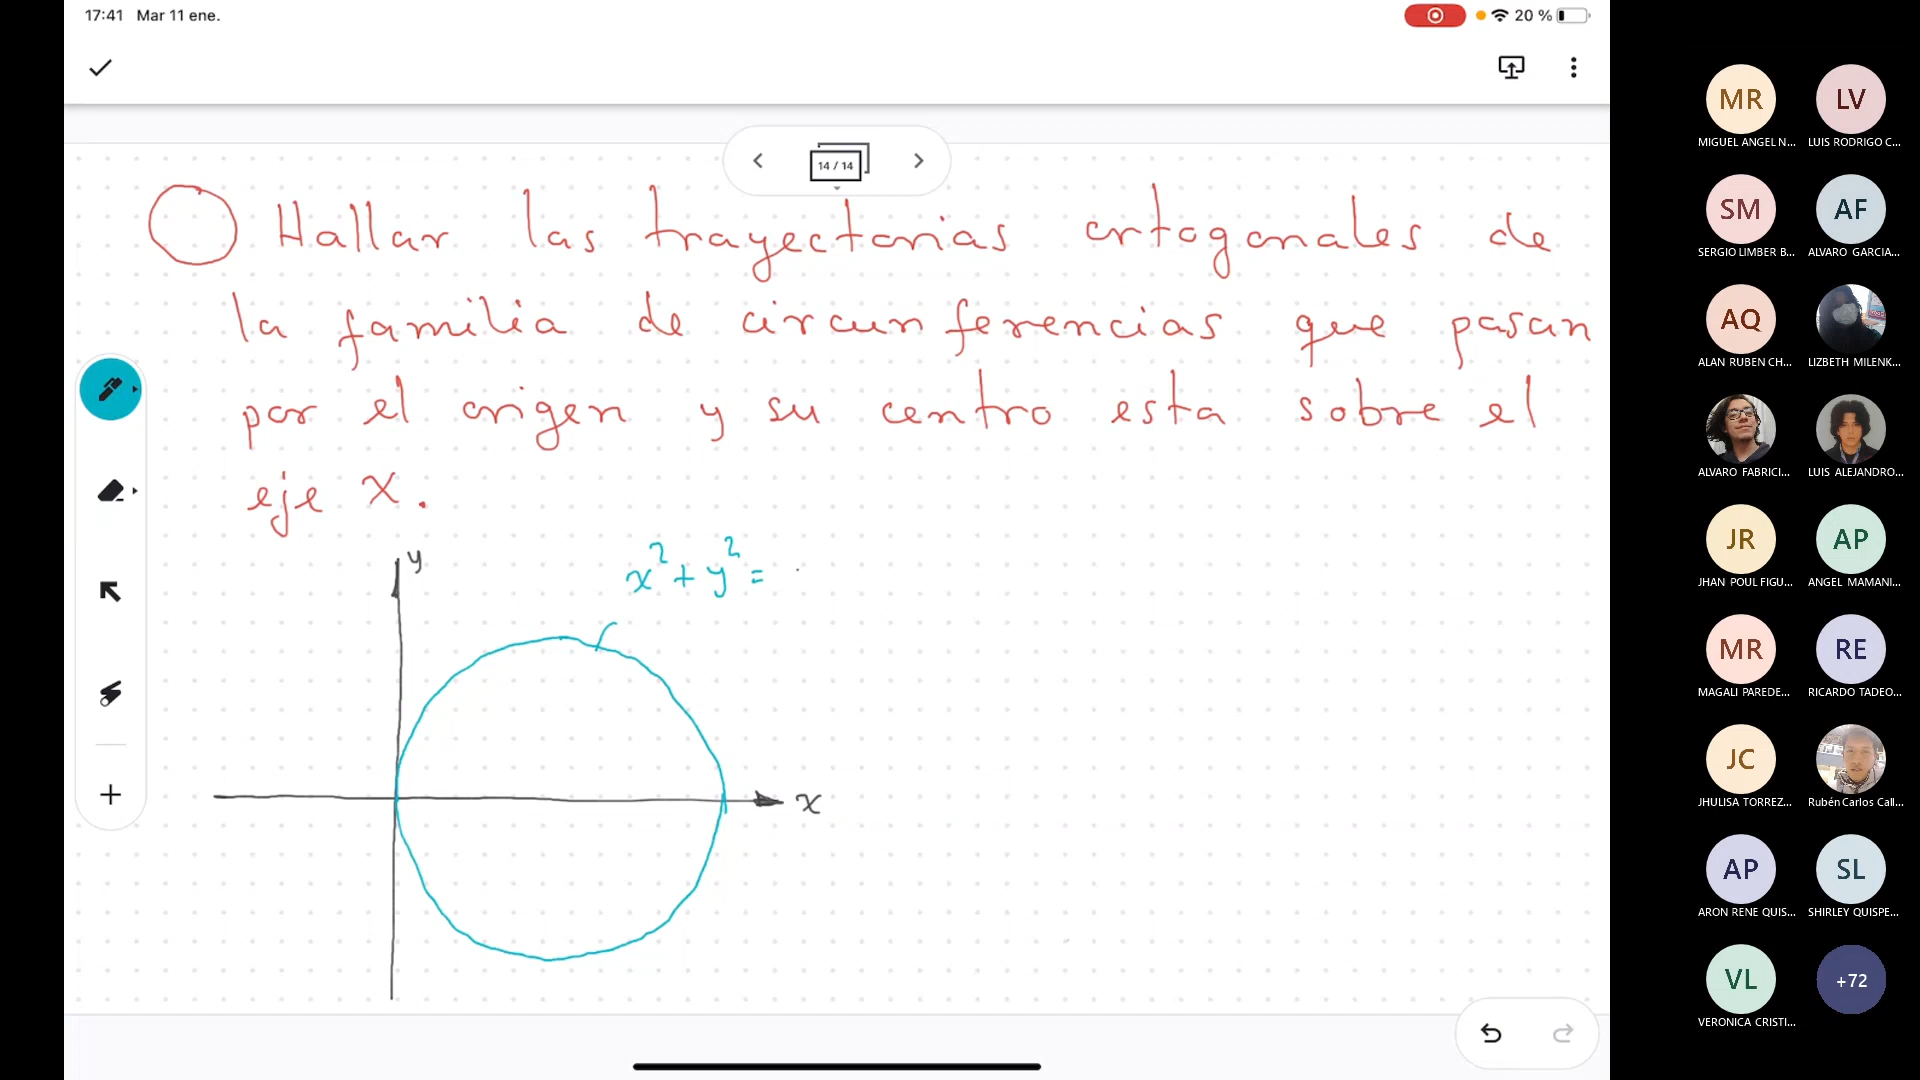 17:41 Mar 11 ene.
20 %
14 / 14
Hallar las trayectorias ortogonales de
la familia de circunferencias que pasan
por el origen y su centro esta sobre el
eje X.
y
x² + y² =
x
MR
LV
MIGUEL ANGEL N...
LUIS RODRIGO C...
SM
AF
SERGIO LIMBER B...
ALVARO GARCIA...
AQ
ALAN RUBEN CH...
LIZBETH MILENK...
ALVARO FABRICI...
LUIS ALEJANDRO...
JR
AP
JHAN POUL FIGU...
ANGEL MAMANI...
MR
RE
MAGALI PAREDE...
RICARDO TADEO...
JC
JHULISA TORREZ...
Rubén Carlos Call...
AP
SL
ARON RENE QUIS...
SHIRLEY QUISPE...
VL
+72
VERONICA CRISTI...